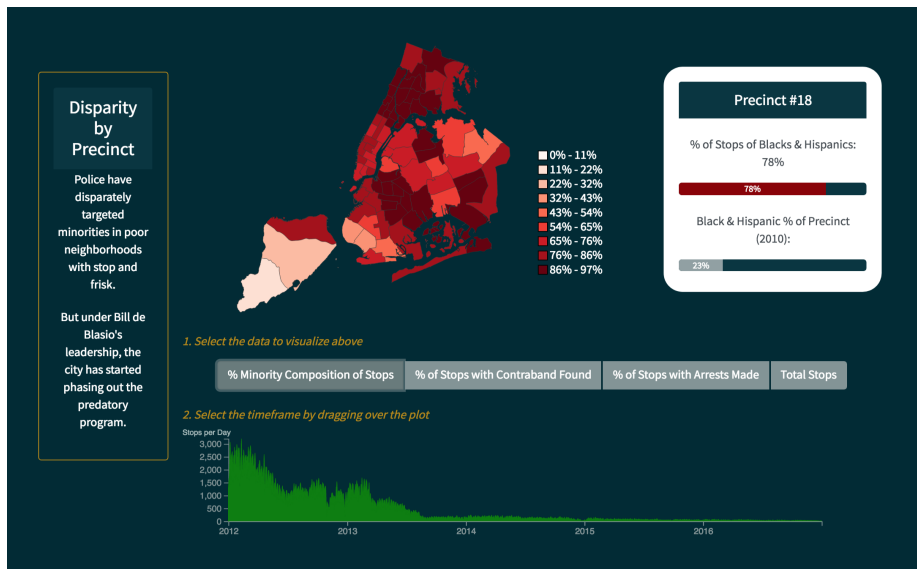 Disparity
by
Precinct
Police have
disparately
targeted
minorities in poor
neighborhoods
with stop and
frisk.
But under Bill de
Blasio's
leadership, the
city has started
phasing out the
predatory
program.
0% - 11%
11% - 22%
22% - 32%
32% - 43%
43% - 54%
54% - 65%
65% - 76%
76% - 86%
86% - 97%
Precinct #18
% of Stops of Blacks & Hispanics:
78%
78%
Black & Hispanic % of Precinct
(2010):
23%
1. Select the data to visualize above
% Minority Composition of Stops
% of Stops with Contraband Found
% of Stops with Arrests Made
Total Stops
2. Select the timeframe by dragging over the plot
Stops per Day
3,000
2,500
2,000
1,500
1,000
500
0
2012
2013
2014
2015
2016